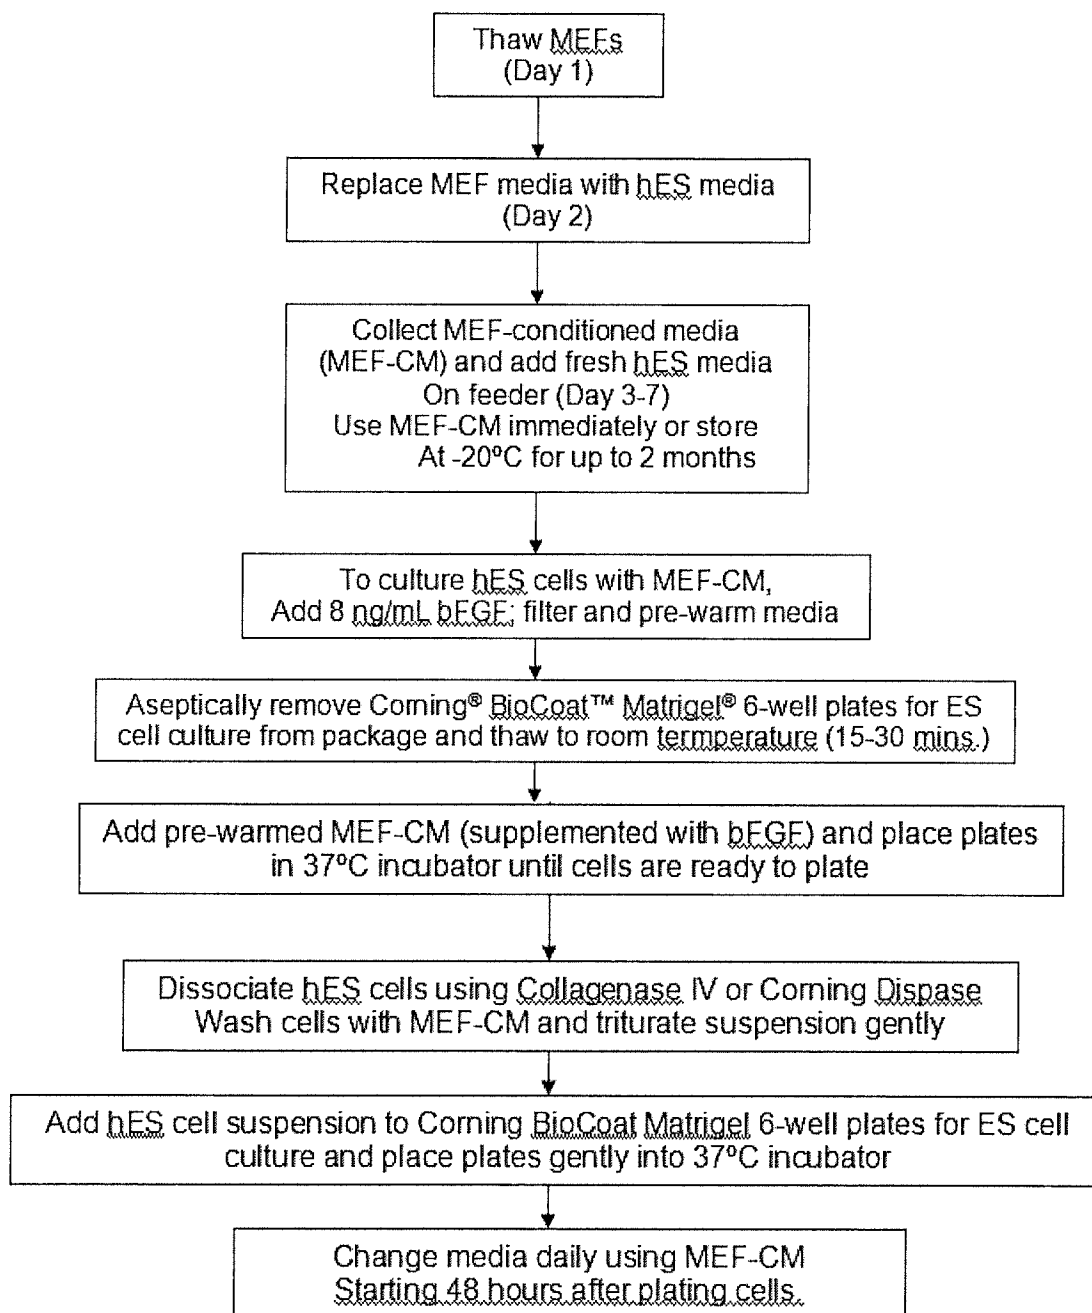 Thaw MEFs
(Day 1)
Replace MEF media with hES media
(Day 2)
Collect MEF-conditioned media
(MEF-CM) and add fresh hES media
On feeder (Day 3-7)
Use MEF-CM immediately or store
At -20ºC for up to 2 months
To culture hES cells with MEF-CM,
Add 8 ng/mL bFGF; filter and pre-warm media
Aseptically remove Corning® BioCoat™ Matrigel® 6-well plates for ES
cell culture from package and thaw to room termperature (15-30 mins.)
Add pre-warmed MEF-CM (supplemented with bFGF) and place plates
in 37ºC incubator until cells are ready to plate
Dissociate hES cells using Collagenase IV or Corning Dispase
Wash cells with MEF-CM and triturate suspension gently
Add hES cell suspension to Corning BioCoat Matrigel 6-well plates for ES cell
culture and place plates gently into 37ºC incubator
Change media daily using MEF-CM
Starting 48 hours after plating cells.